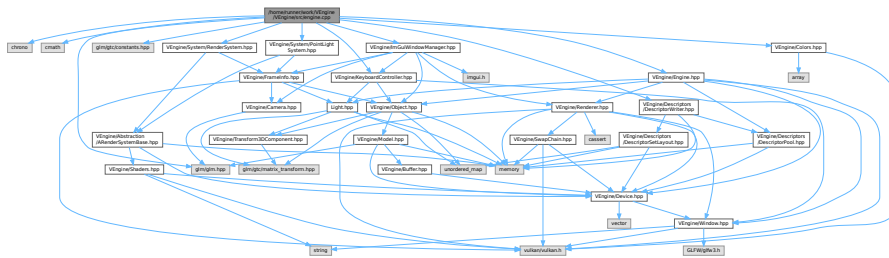 /home/runner/work/VEngine
/VEngine/src/engine.cpp
chrono
cmath
glm/gtc/constants.hpp
VEngine/System/RenderSystem.hpp
VEngine/System/PointLight
System.hpp
VEngine/ImGuiWindowManager.hpp
VEngine/Colors.hpp
VEngine/FrameInfo.hpp
VEngine/KeyboardController.hpp
imgui.h
VEngine/Engine.hpp
array
VEngine/Camera.hpp
Light.hpp
VEngine/Object.hpp
VEngine/Renderer.hpp
VEngine/Descriptors
/DescriptorWriter.hpp
VEngine/Abstraction
/ARenderSystemBase.hpp
VEngine/Transform3DComponent.hpp
VEngine/Model.hpp
VEngine/SwapChain.hpp
cassert
VEngine/Descriptors
/DescriptorSetLayout.hpp
VEngine/Descriptors
/DescriptorPool.hpp
VEngine/Shaders.hpp
glm/glm.hpp
glm/gtc/matrix_transform.hpp
VEngine/Buffer.hpp
unordered_map
memory
VEngine/Device.hpp
vector
VEngine/Window.hpp
string
vulkan/vulkan.h
GLFW/glfw3.h